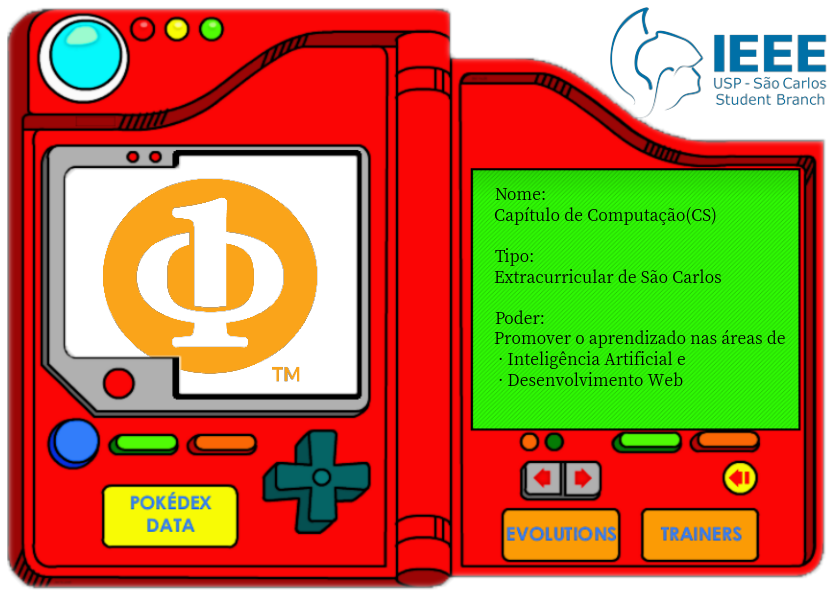 IEEE
USP - São Carlos
Student Branch
TM
Nome:
Capítulo de Computação(CS)
Tipo:
Extracurricular de São Carlos
Poder:
Promover o aprendizado nas áreas de
· Inteligência Artificial e
· Desenvolvimento Web
POKÉDEX
DATA
EVOLUTIONS
TRAINERS